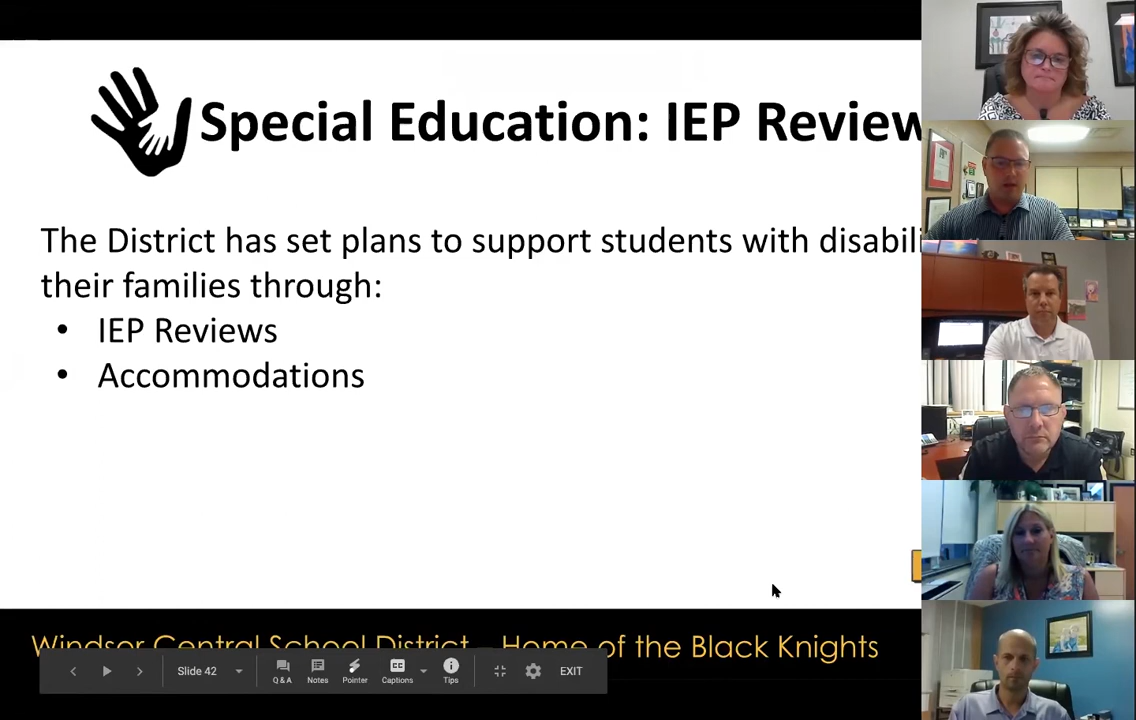 Special Education: IEP Review
The District has set plans to support students with disabili
their families through:
• IEP Reviews
• Accommodations
Windsor Central School District – Home of the Black Knights
Slide 42
Q & A
Notes
Pointer
CC
Captions
Tips
EXIT